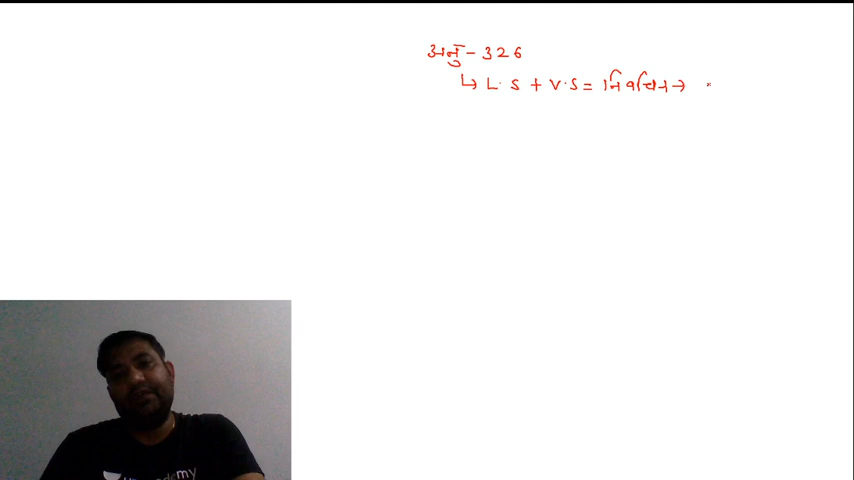 अनु - 326
↳ L.S + V.S = निर्वाचन →